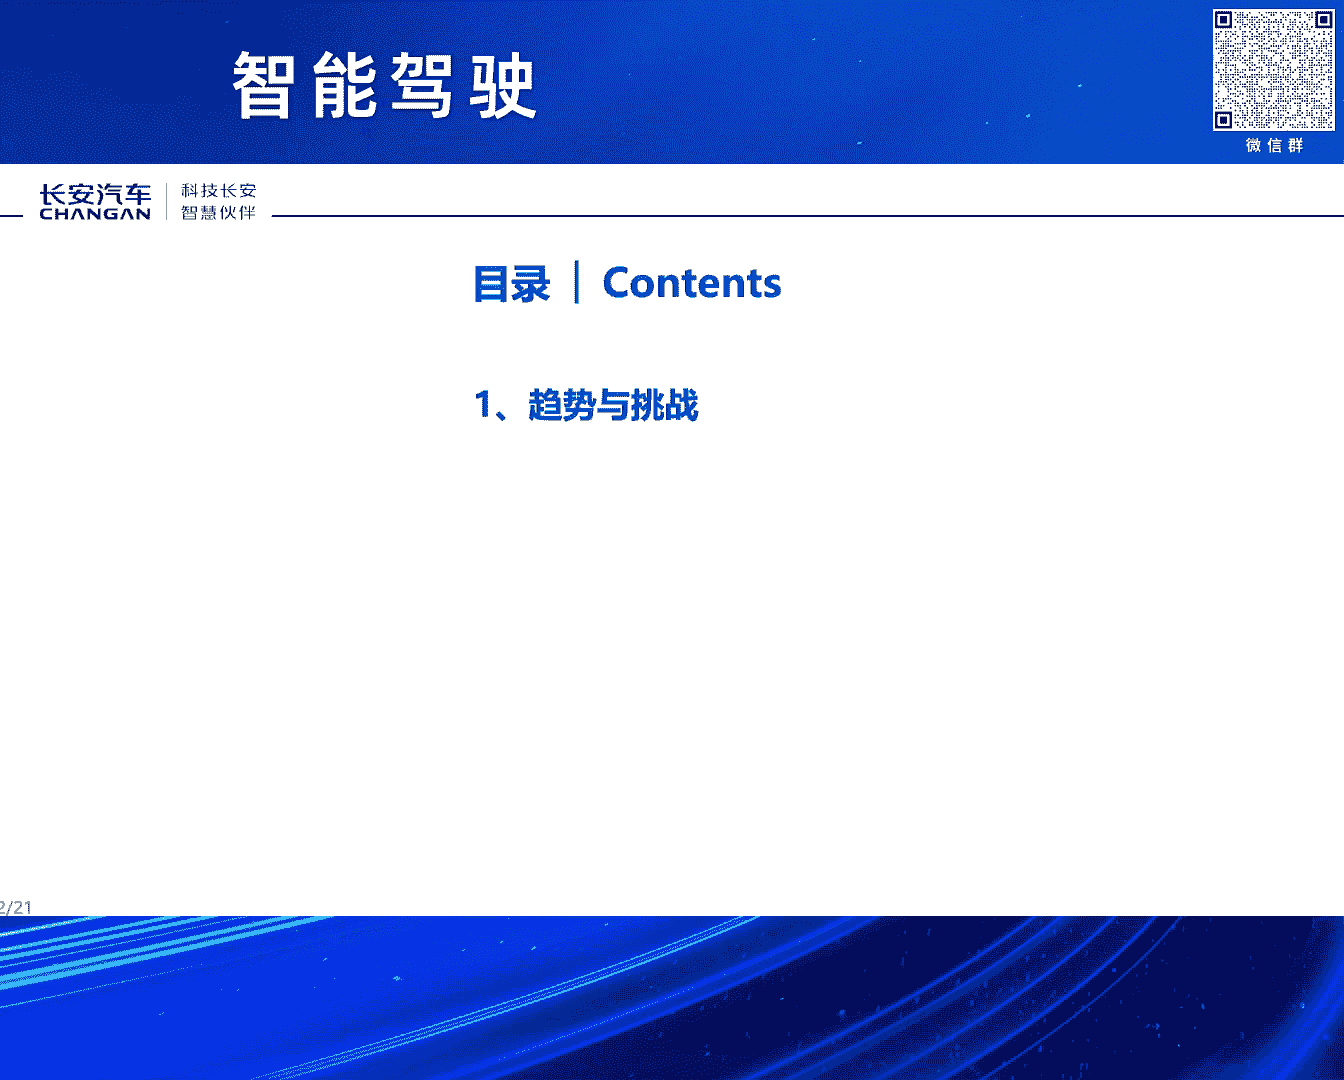 智能驾驶
微信群
长安汽车
CHANGAN
科技长安
智慧伙伴
目录 | Contents
1、趋势与挑战
2/21